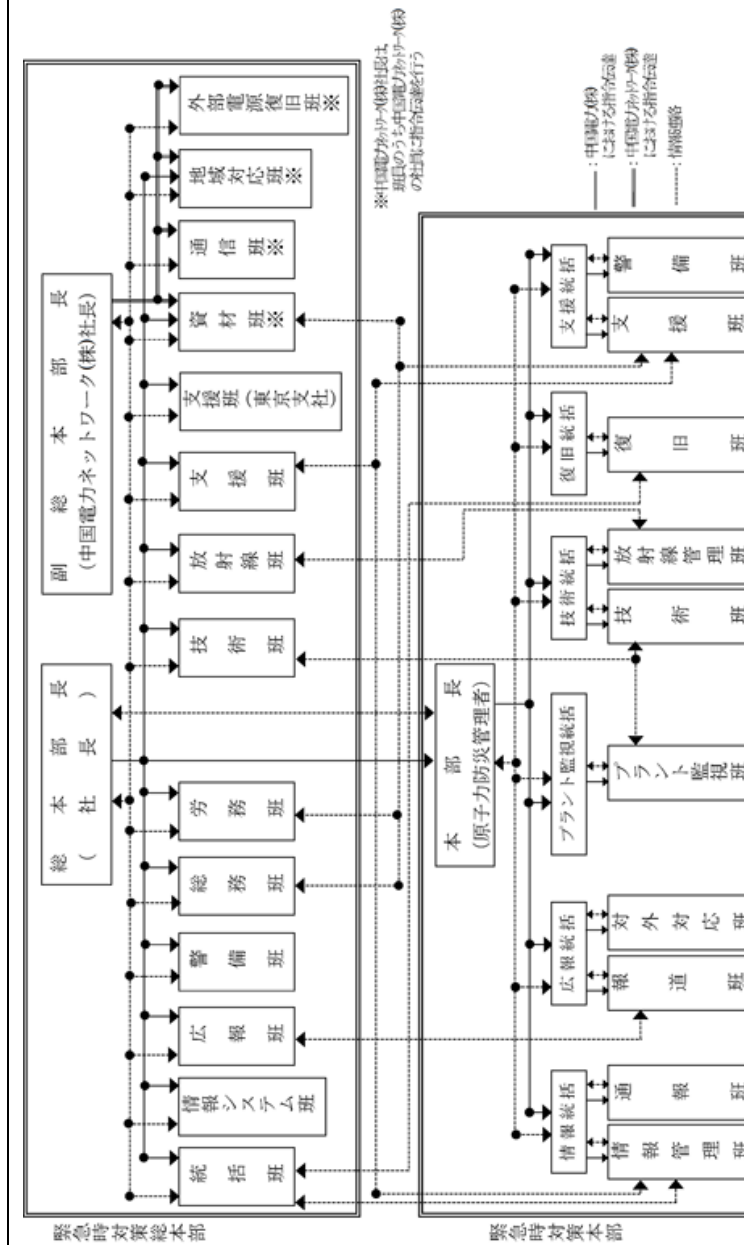 緊急時対策総本部
総本部長
(社長)
副総本部長
(中国電力ネットワーク(株)社長)
統括班
情報システム班
広報班
警備班
総務班
労務班
技術班
放射線班
支援班
支援班(東京支社)
資材班※
通信班※
地域対応班※
外部電源復旧班※
※中国電力ネットワーク(株)社長は,
班員のうち中国電力ネットワーク(株)
の社員に指令伝達を行う
緊急時対策本部
本部長
(原子力防災管理者)
情報統括
広報統括
プラント監視統括
技術統括
復旧統括
支援統括
情報管理班
通報班
報道班
対外対応班
プラント監視班
技術班
放射線管理班
復旧班
支援班
警備班
:中国電力(株)
における指令伝達
:中国電力ネットワーク(株)
における指令伝達
:情報連絡